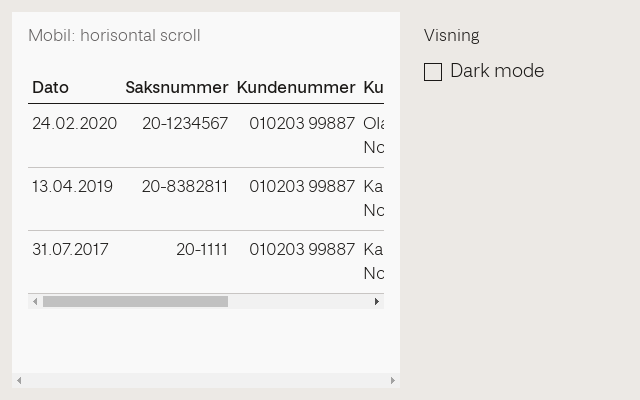 Mobil: horisontal scroll
Visning
Dark mode
Dato Saksnummer Kundenummer Ku
24.02.2020 20-1234567 010203 99887 Ola
No
13.04.2019 20-8382811 010203 99887 Ka
No
31.07.2017 20-1111 010203 99887 Ka
No